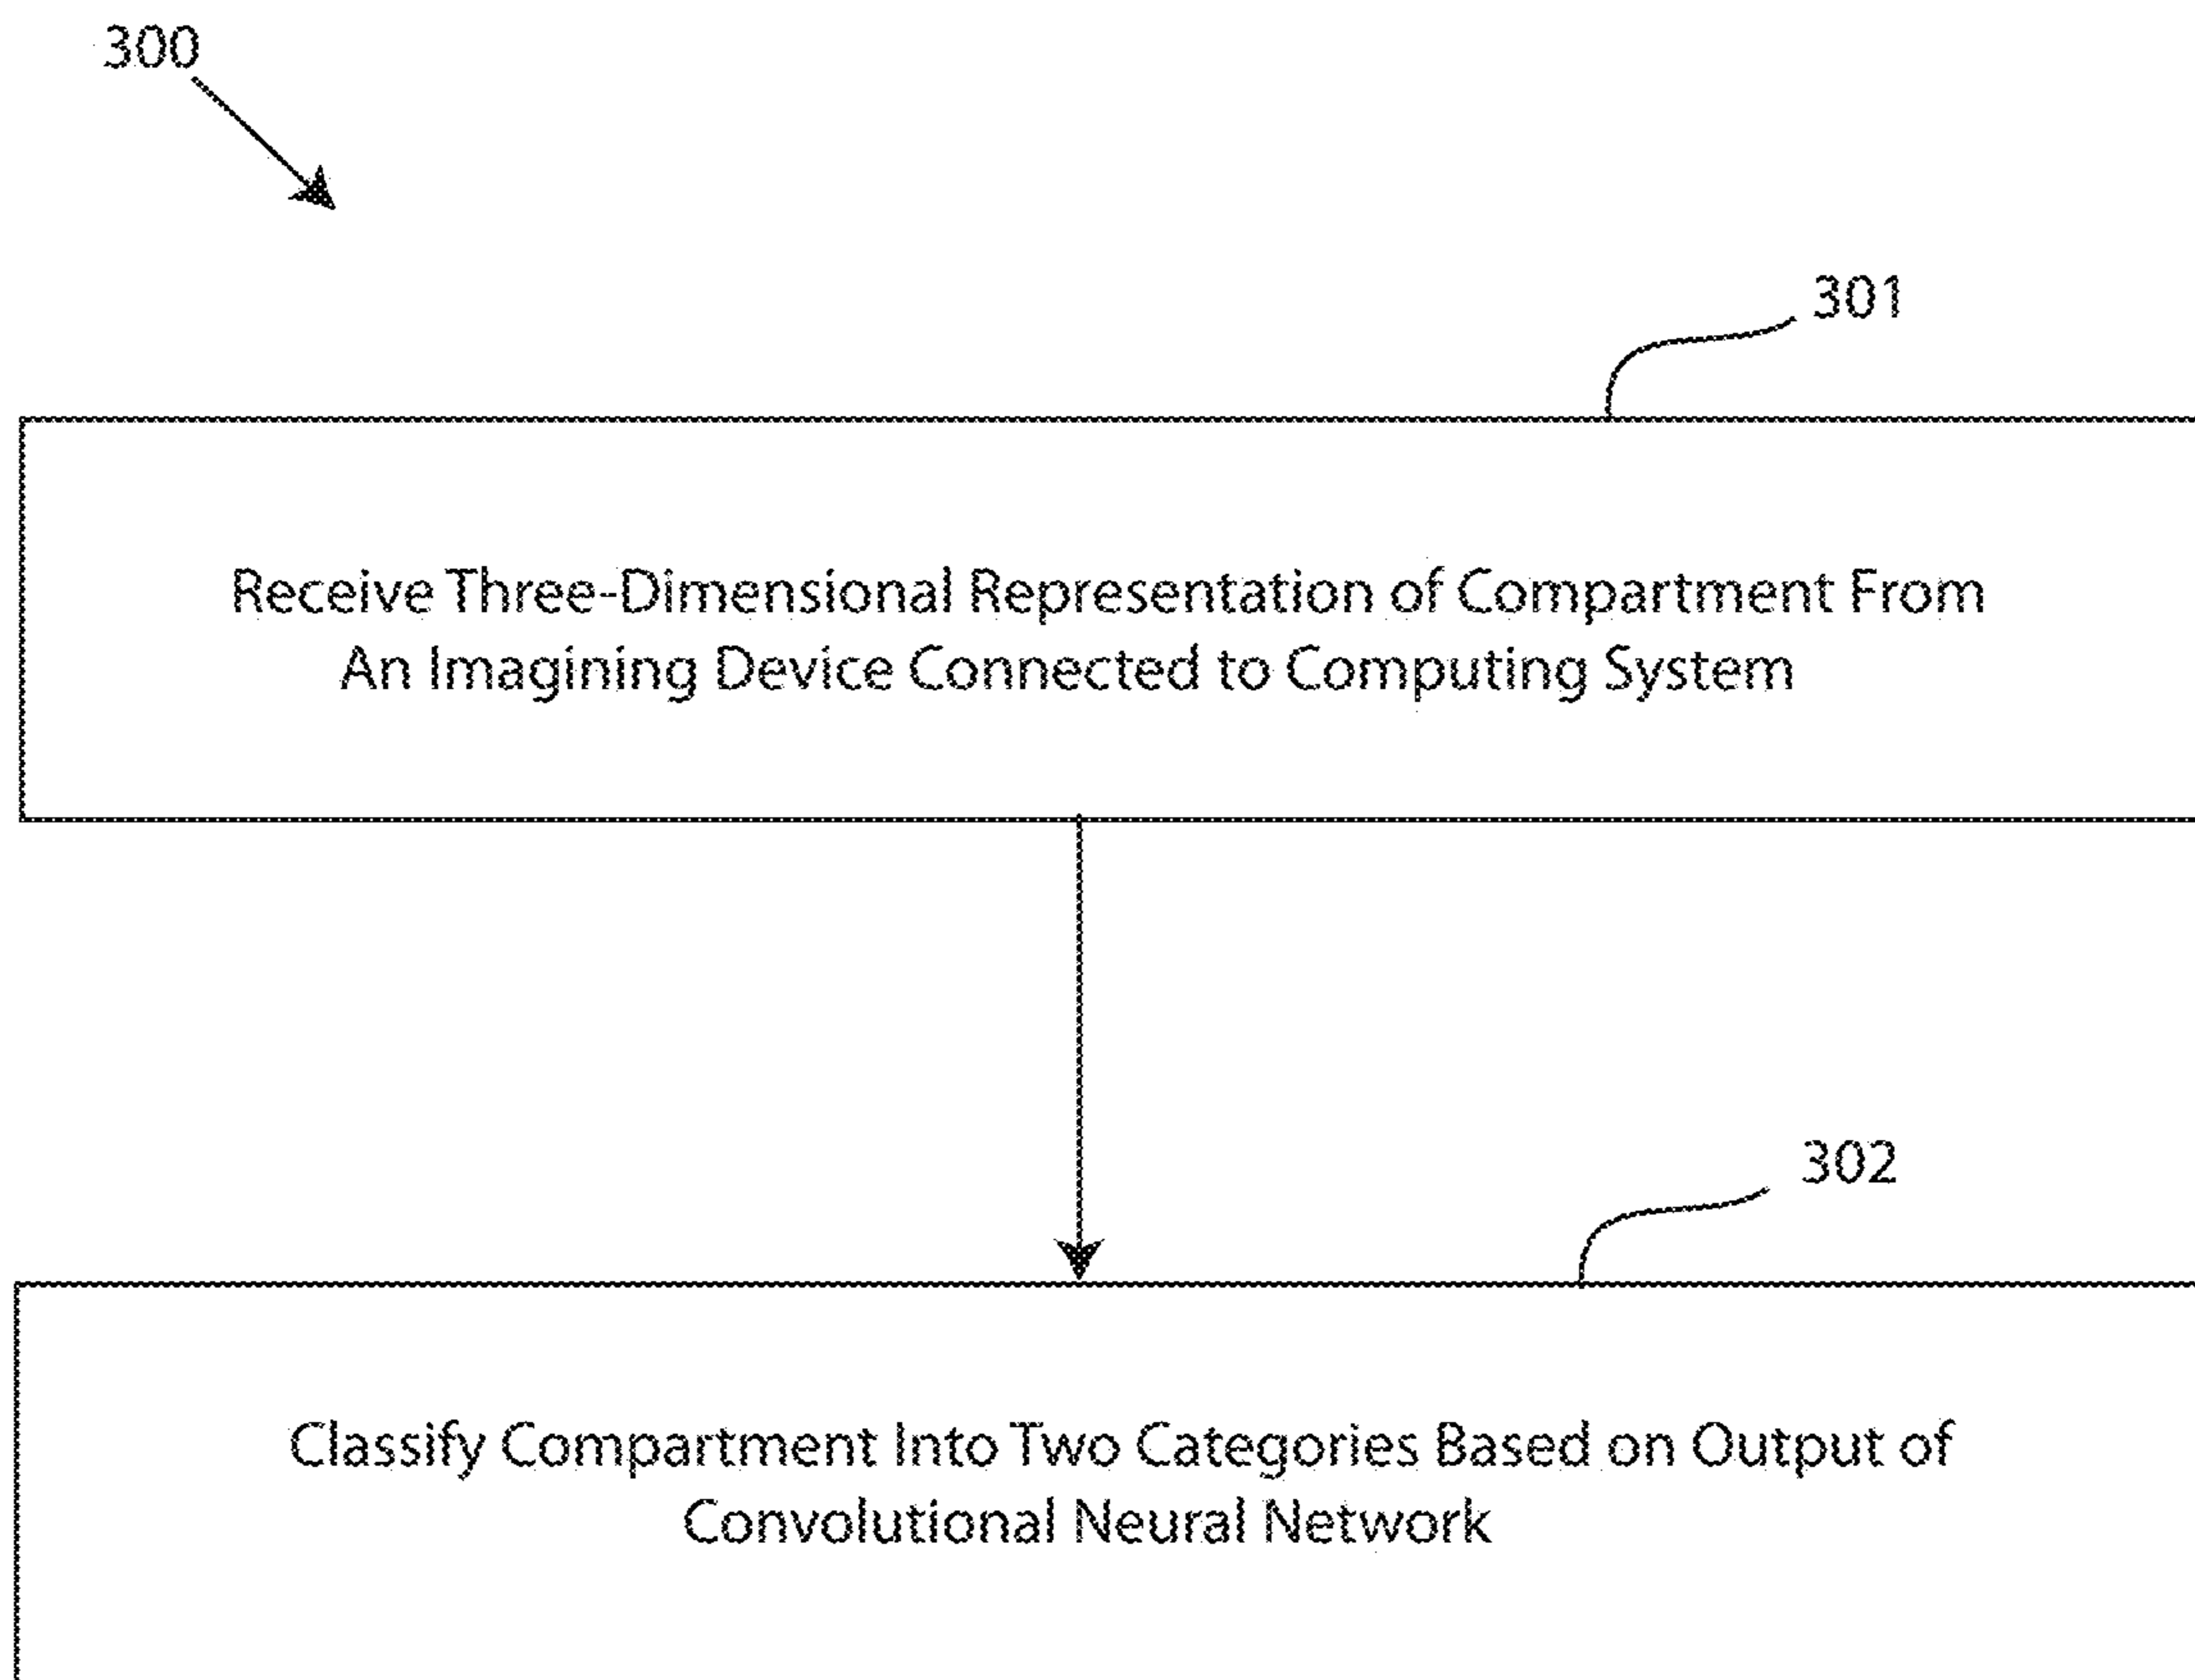 300
301
Receive Three-Dimensional Representation of Compartment From
An Imagining Device Connected to Computing System
302
Classify Compartment Into Two Categories Based on Output of
Convolutional Neural Network